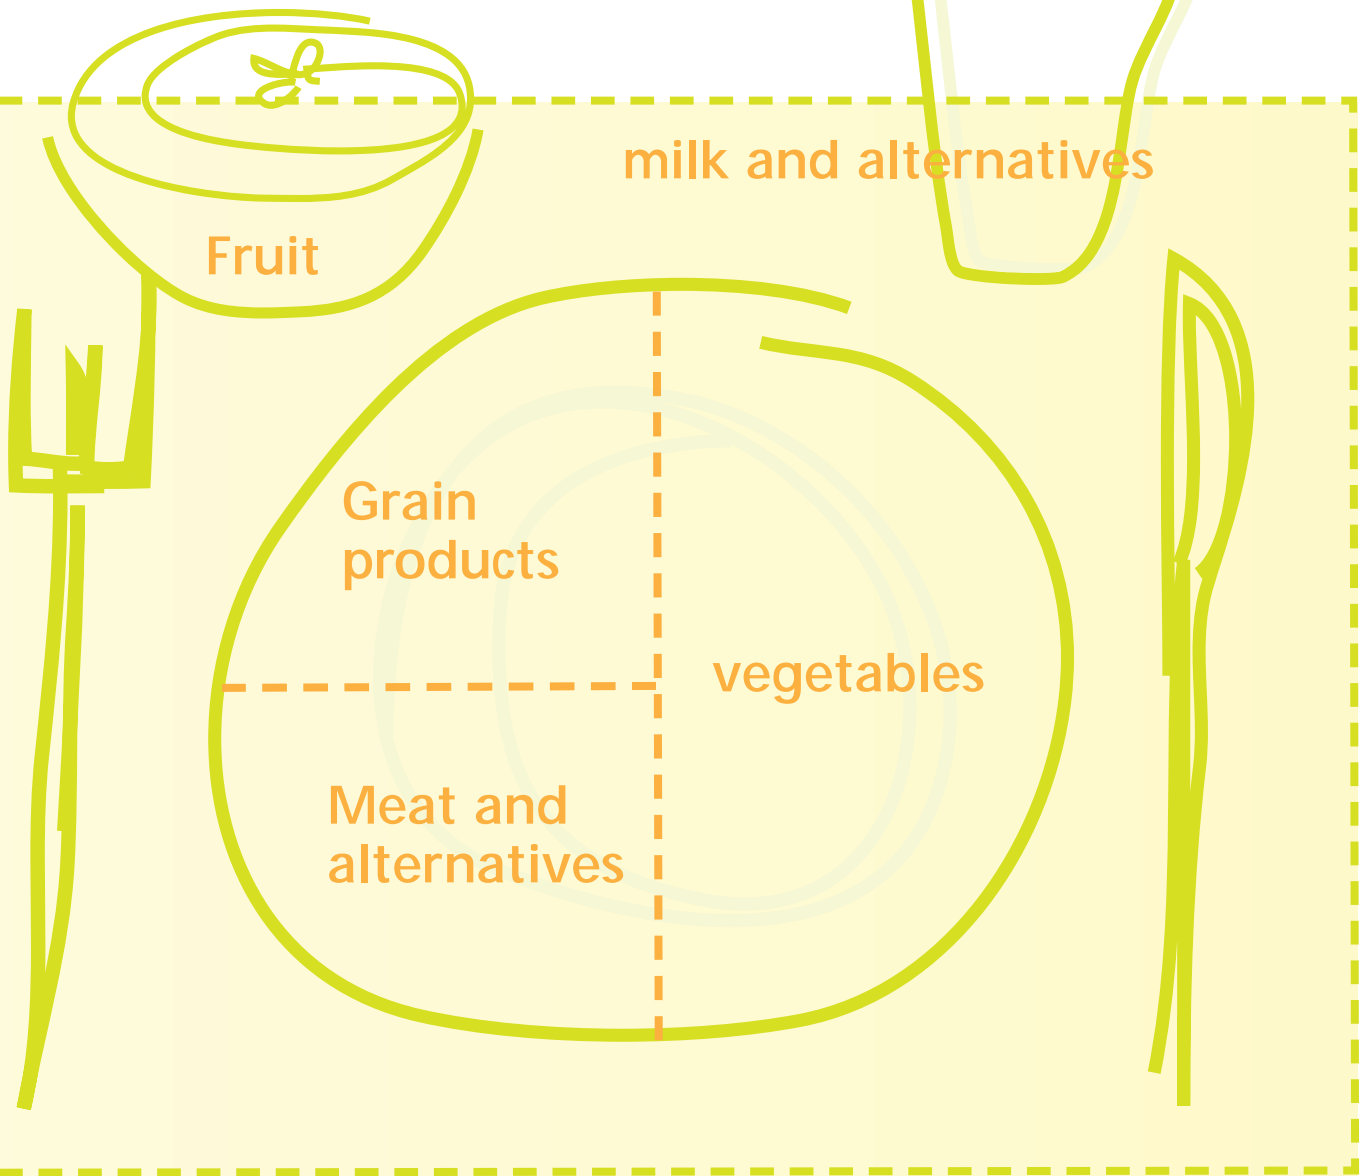 milk and alternatives
Fruit
Grain
products
vegetables
Meat and
alternatives